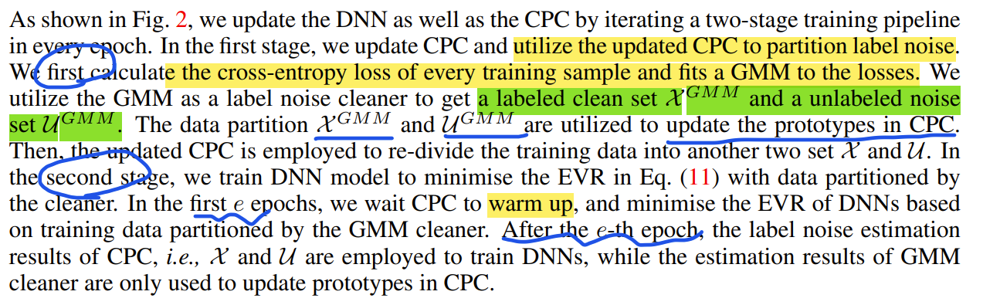 As shown in Fig. 2, we update the DNN as well as the CPC by iterating a two-stage training pipeline
in every epoch. In the first stage, we update CPC and utilize the updated CPC to partition label noise.
We first calculate the cross-entropy loss of every training sample and fits a GMM to the losses. We
utilize the GMM as a label noise cleaner to get a labeled clean set 𝒳^{GMM} and a unlabeled noise
set 𝒰^{GMM}. The data partition 𝒳^{GMM} and 𝒰^{GMM} are utilized to update the prototypes in CPC.
Then, the updated CPC is employed to re-divide the training data into another two set 𝒳 and 𝒰. In
the second stage, we train DNN model to minimise the EVR in Eq. (11) with data partitioned by
the cleaner. In the first e epochs, we wait CPC to warm up, and minimise the EVR of DNNs based
on training data partitioned by the GMM cleaner. After the e-th epoch, the label noise estimation
results of CPC, i.e., 𝒳 and 𝒰 are employed to train DNNs, while the estimation results of GMM
cleaner are only used to update prototypes in CPC.